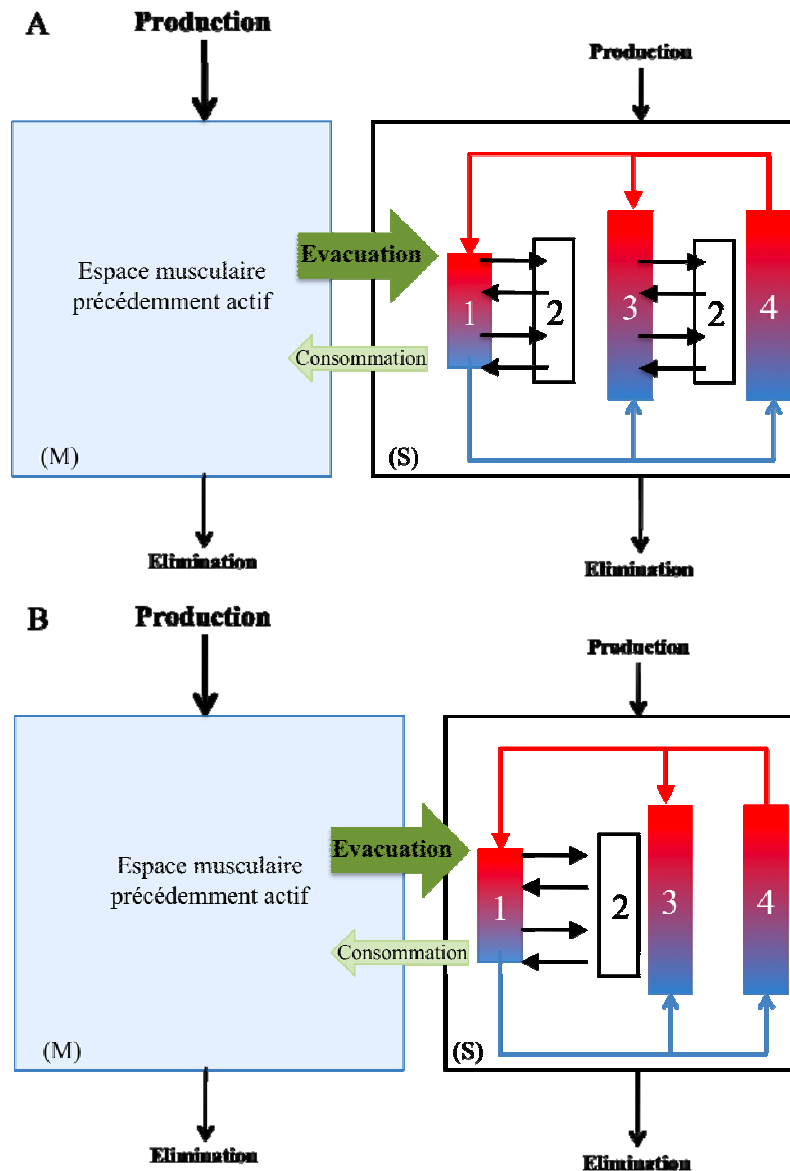 A
Production
Production
Espace musculaire
précédemment actif
Evacuation
Consommation
1
2
3
2
4
(M)
(S)
Elimination
Elimination
B
Production
Production
Espace musculaire
précédemment actif
Evacuation
Consommation
1
2
3
4
(M)
(S)
Elimination
Elimination